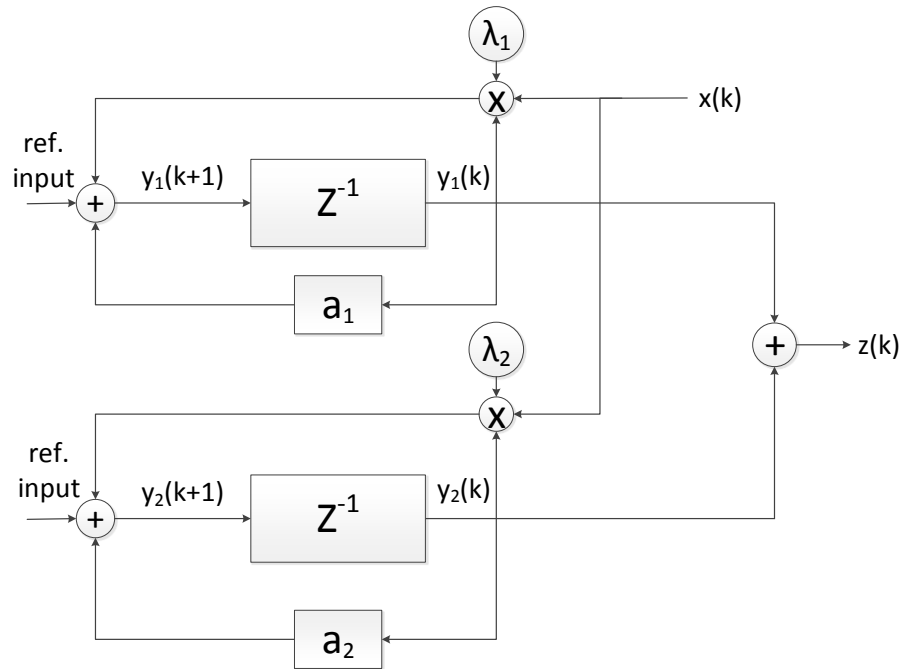 λ₁
x
x(k)
ref.
input
y₁(k+1)
Z⁻¹
y₁(k)
+
a₁
λ₂
+
z(k)
x
ref.
input
y₂(k+1)
Z⁻¹
y₂(k)
+
a₂